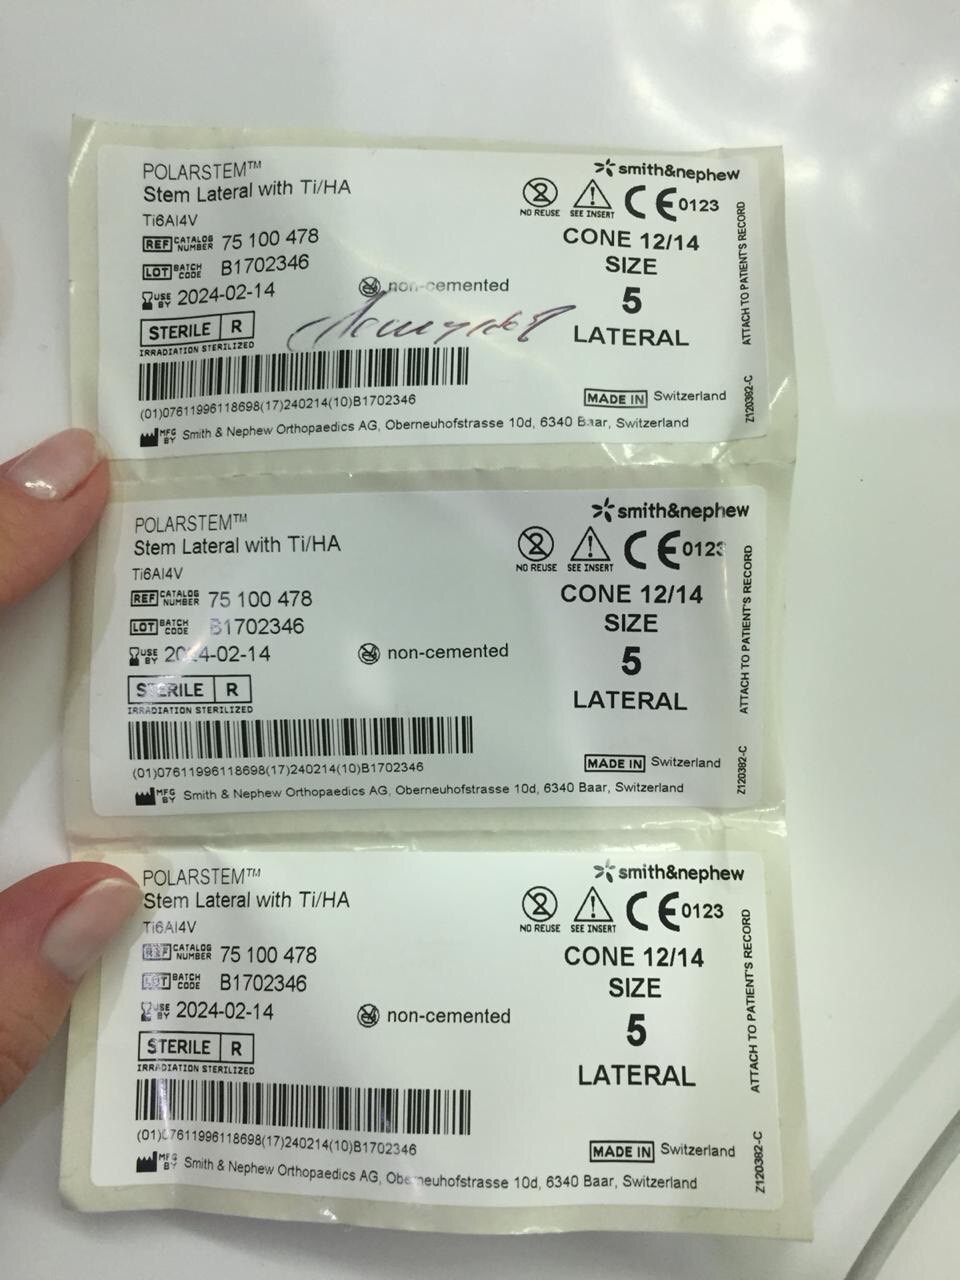 POLARSTEM™
Stem Lateral with Ti/HA
Ti6Al4V
REF CATALOG NUMBER 75 100 478
LOT BATCH CODE B1702346
USE BY 2024-02-14
STERILE R
IRRADIATION STERILIZED
non-cemented
smith&nephew
NO REUSE SEE INSERT CE 0123
CONE 12/14
SIZE
5
LATERAL
(01)07611996118698(17)240214(10)B1702346
MADE IN Switzerland
MFG BY Smith & Nephew Orthopaedics AG, Oberneuhofstrasse 10d, 6340 Baar, Switzerland
ATTACH TO PATIENT'S RECORD
Z120382-C
POLARSTEM™
Stem Lateral with Ti/HA
Ti6Al4V
REF CATALOG NUMBER 75 100 478
LOT BATCH CODE B1702346
USE BY 2024-02-14
STERILE R
IRRADIATION STERILIZED
non-cemented
smith&nephew
NO REUSE SEE INSERT CE 0123
CONE 12/14
SIZE
5
LATERAL
(01)07611996118698(17)240214(10)B1702346
MADE IN Switzerland
MFG BY Smith & Nephew Orthopaedics AG, Oberneuhofstrasse 10d, 6340 Baar, Switzerland
ATTACH TO PATIENT'S RECORD
Z120382-C
POLARSTEM™
Stem Lateral with Ti/HA
Ti6Al4V
REF CATALOG NUMBER 75 100 478
LOT BATCH CODE B1702346
USE BY 2024-02-14
STERILE R
IRRADIATION STERILIZED
non-cemented
smith&nephew
NO REUSE SEE INSERT CE 0123
CONE 12/14
SIZE
5
LATERAL
(01)07611996118698(17)240214(10)B1702346
MADE IN Switzerland
MFG BY Smith & Nephew Orthopaedics AG, Oberneuhofstrasse 10d, 6340 Baar, Switzerland
ATTACH TO PATIENT'S RECORD
Z120382-C